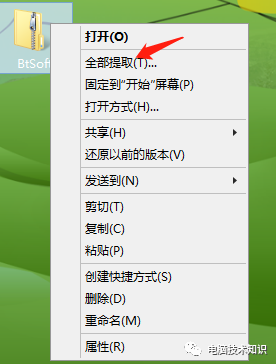 BtSoft
打开(O)
全部提取(T)...
固定到“开始”屏幕(P)
打开方式(H)...
共享(H)
还原以前的版本(V)
发送到(N)
剪切(T)
复制(C)
粘贴(P)
创建快捷方式(S)
删除(D)
重命名(M)
属性(R)
电脑技术知识